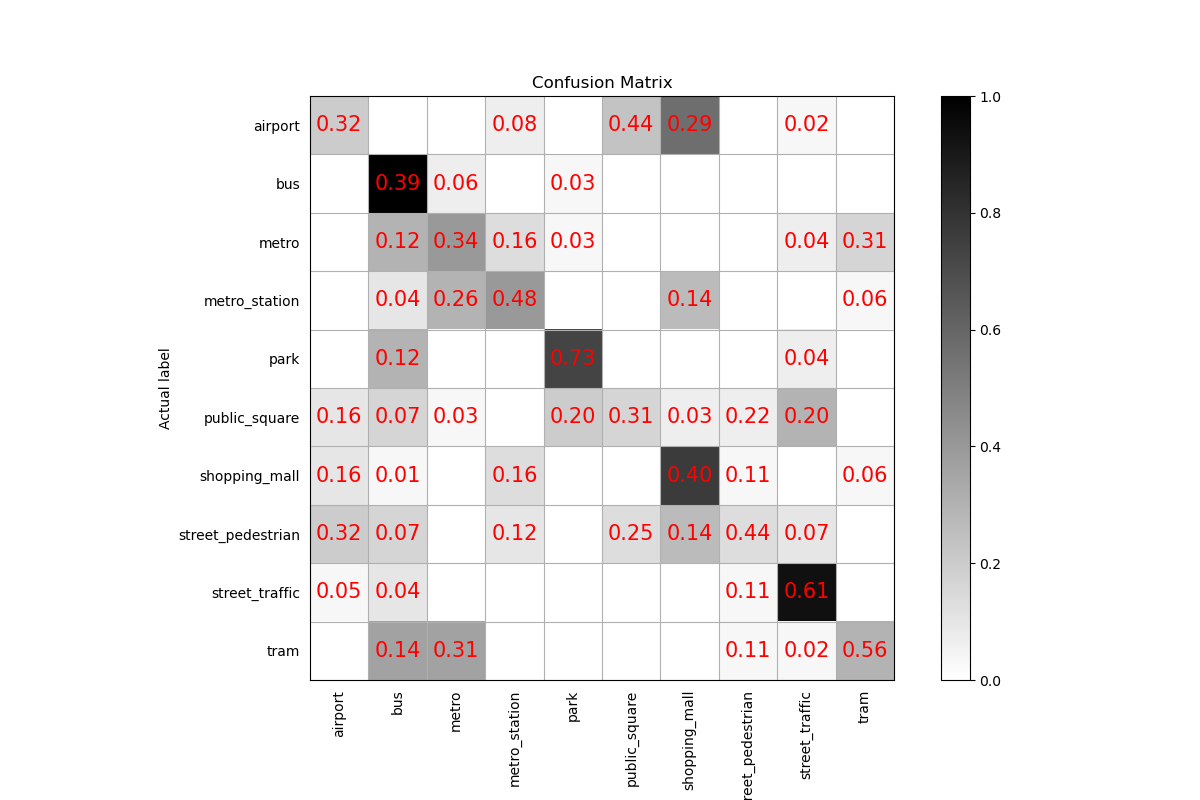 Confusion Matrix
airport 0.32 0.08 0.44 0.29 0.02
bus 0.39 0.06 0.03
metro 0.12 0.34 0.16 0.03 0.04 0.31
metro_station 0.04 0.26 0.48 0.14 0.06
park 0.12 0.73 0.04
public_square 0.16 0.07 0.03 0.20 0.31 0.03 0.22 0.20
shopping_mall 0.16 0.01 0.16 0.40 0.11 0.06
street_pedestrian 0.32 0.07 0.12 0.25 0.14 0.44 0.07
street_traffic 0.05 0.04 0.11 0.61
tram 0.14 0.31 0.11 0.02 0.56
Actual label
airport bus metro metro_station park public_square shopping_mall reet_pedestrian street_traffic tram
1.0
0.8
0.6
0.4
0.2
0.0